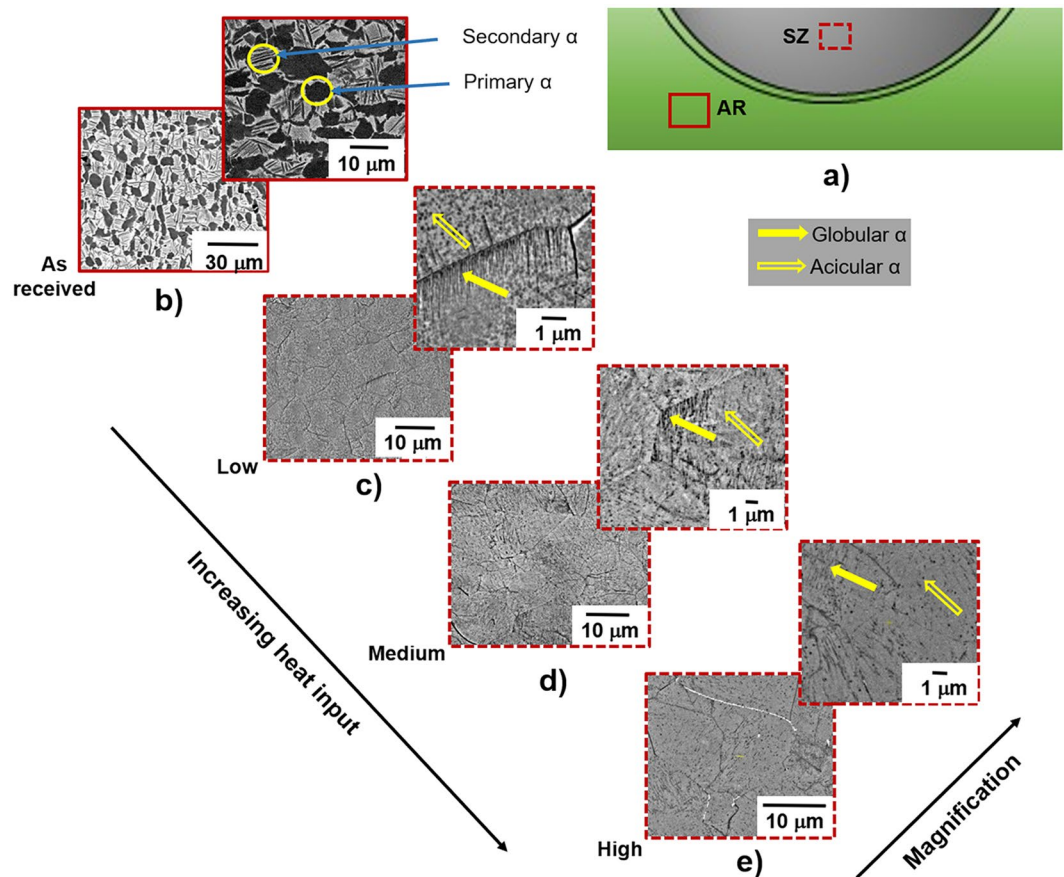 Secondary α
Primary α
10 μm
SZ
AR
a)
30 μm
As
received
b)
Globular α
Acicular α
1 μm
10 μm
Low
c)
1 μm
10 μm
Medium
d)
1 μm
10 μm
High
e)
Increasing heat input
Magnification